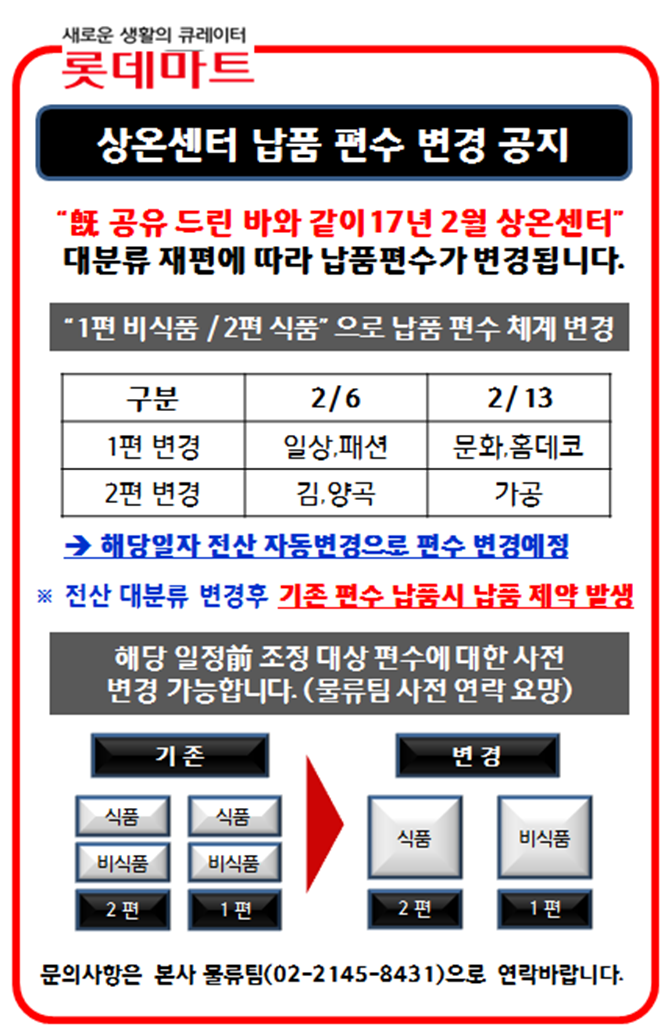 새로운 생활의 큐레이터
롯데마트
상온센터 납품 편수 변경 공지
“旣 공유 드린 바와 같이17년 2월 상온센터”
대분류 재편에 따라 납품편수가 변경됩니다.
“1편 비식품 /2편 식품” 으로 납품 편수 체계 변경
구분 2/6 2/13
1편 변경 일상,패션 문화,홈데코
2편 변경 김,양곡 가공
→ 해당일자 전산 자동변경으로 편수 변경예정
※ 전산 대분류 변경후 기존 편수 납품시 납품 제약 발생
해당 일정前 조정 대상 편수에 대한 사전
변경 가능합니다. (물류팀 사전 연락 요망)
기 존 변 경
식품 식품
비식품 비식품
식품 비식품
2 편 1 편 2 편 1 편
문의사항은 본사 물류팀(02-2145-8431)으로 연락바랍니다.